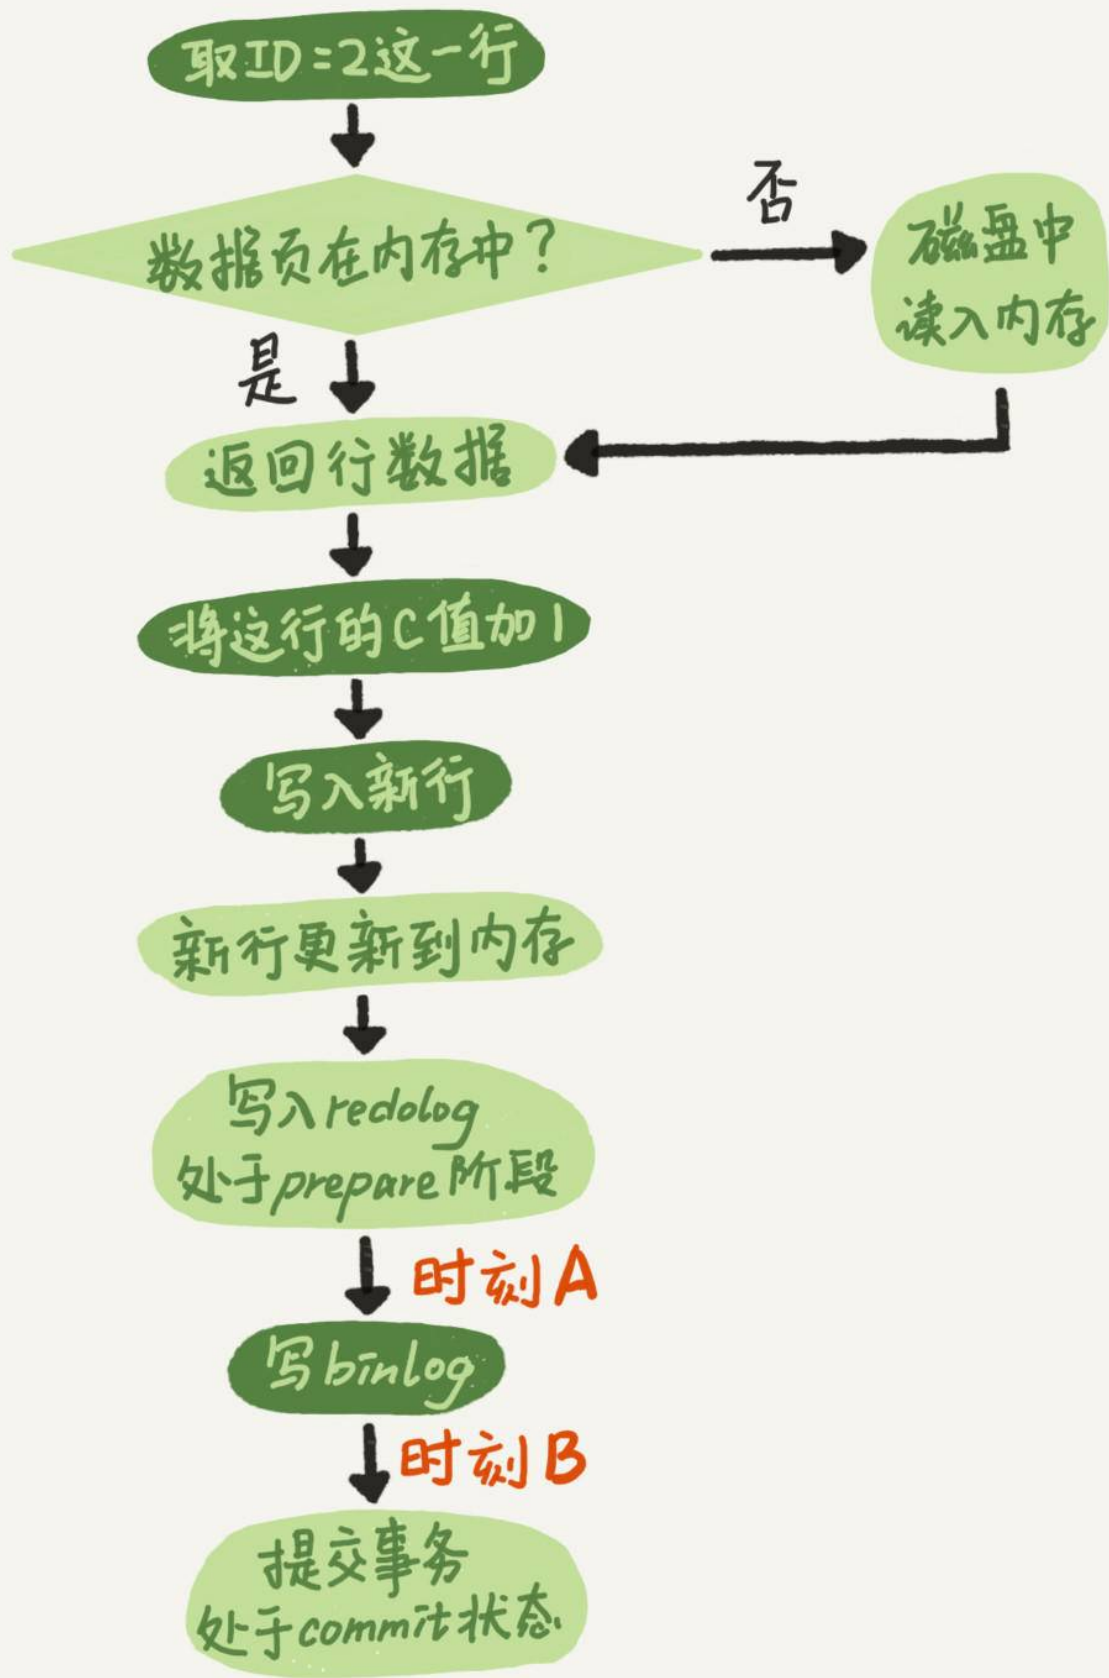 取ID=2这一行
数据页在内存中？
否
磁盘中
读入内存
是
返回行数据
将这行的C值加1
写入新行
新行更新到内存
写入redolog
处于prepare阶段
时刻A
写binlog
时刻B
提交事务
处于commit状态